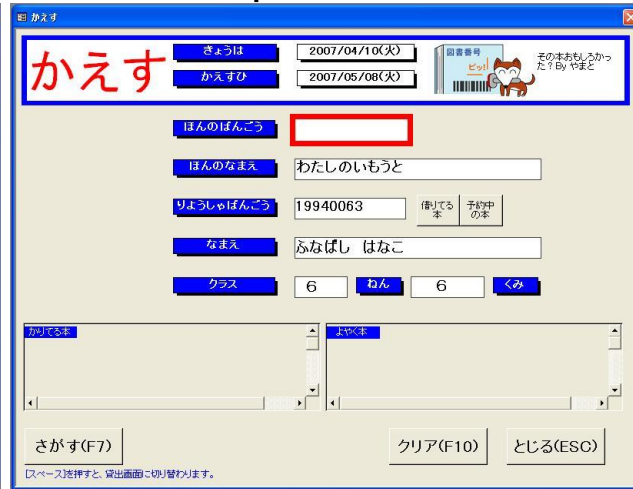 かえす
かえす
きょうは 2007/04/10(火)
かえすひ 2007/05/08(火)
図書番号
ピッ!
その本おもしろかっ
た?By やまと
ほんのばんごう
ほんのなまえ わたしのいもうと
りようしゃばんごう 19940063 借りてる本 予約中の本
なまえ ふなばし はなこ
クラス 6 ねん 6 くみ
かりてる本 よやく本
さがす(F7) クリア(F10) とじる(ESC)
[スペース]を押すと、貸出画面に切り替わります。